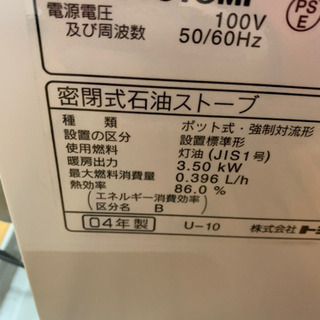 電源電圧 100V
及び周波数 50/60Hz
PS
E
密閉式石油ストーブ
種類 ポット式・強制対流形
設置の区分 設置標準形
使用燃料 灯油 (JIS1号)
暖房出力 3.50 kW
最大燃料消費量 0.396 L/h
熱効率 86.0 %
(エネルギー消費効率)
区分名 B
04年製 U-10 株式会社